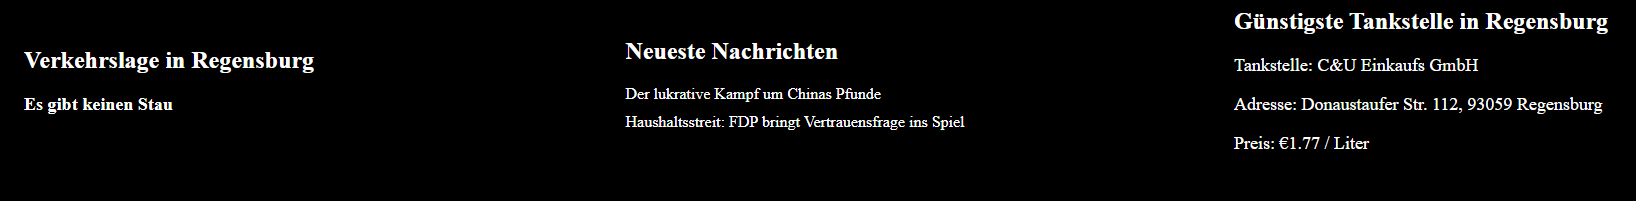 Verkehrslage in Regensburg
Es gibt keinen Stau
Neueste Nachrichten
Der lukrative Kampf um Chinas Pfunde
Haushaltsstreit: FDP bringt Vertrauensfrage ins Spiel
Günstigste Tankstelle in Regensburg
Tankstelle: C&U Einkaufs GmbH
Adresse: Donaustaufer Str. 112, 93059 Regensburg
Preis: €1.77 / Liter